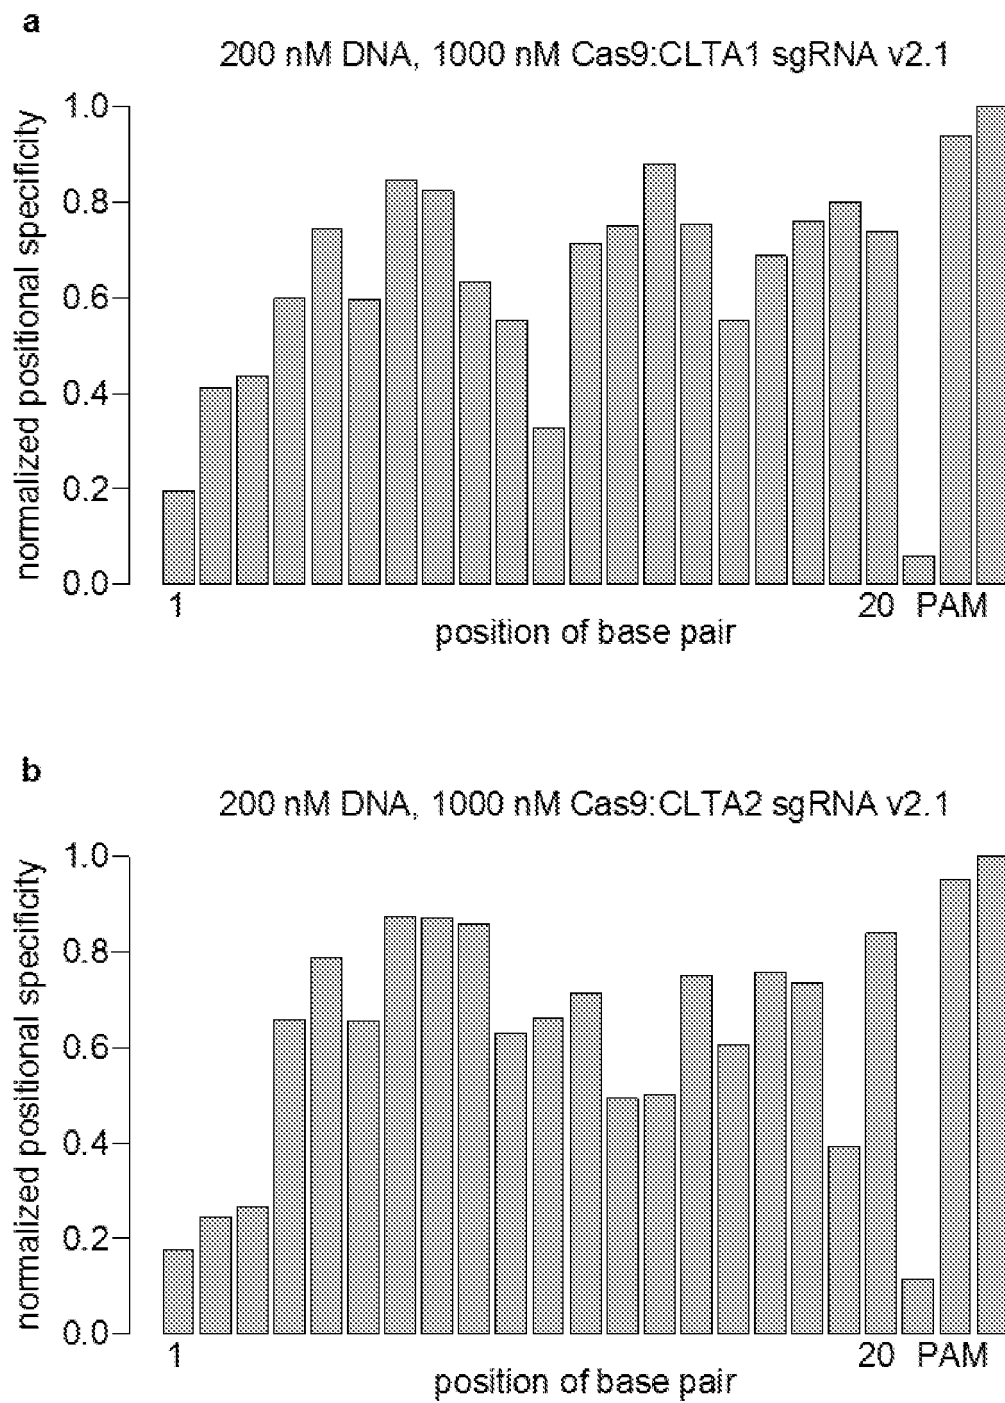 a
200 nM DNA, 1000 nM Cas9:CLTA1 sgRNA v2.1
normalized positional specificity
1.0
0.8
0.6
0.4
0.2
0.0
1 20 PAM
position of base pair
b
200 nM DNA, 1000 nM Cas9:CLTA2 sgRNA v2.1
normalized positional specificity
1.0
0.8
0.6
0.4
0.2
0.0
1 20 PAM
position of base pair